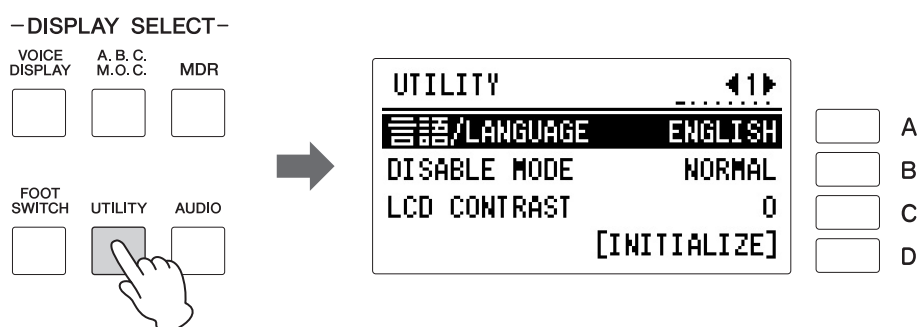 -DISPLAY SELECT-
VOICE DISPLAY
A. B. C. M. O. C.
MDR
FOOT SWITCH
UTILITY
AUDIO
UTILITY ◀1▶
言語/LANGUAGE ENGLISH
DISABLE MODE NORMAL
LCD CONTRAST 0
[INITIALIZE]
A
B
C
D